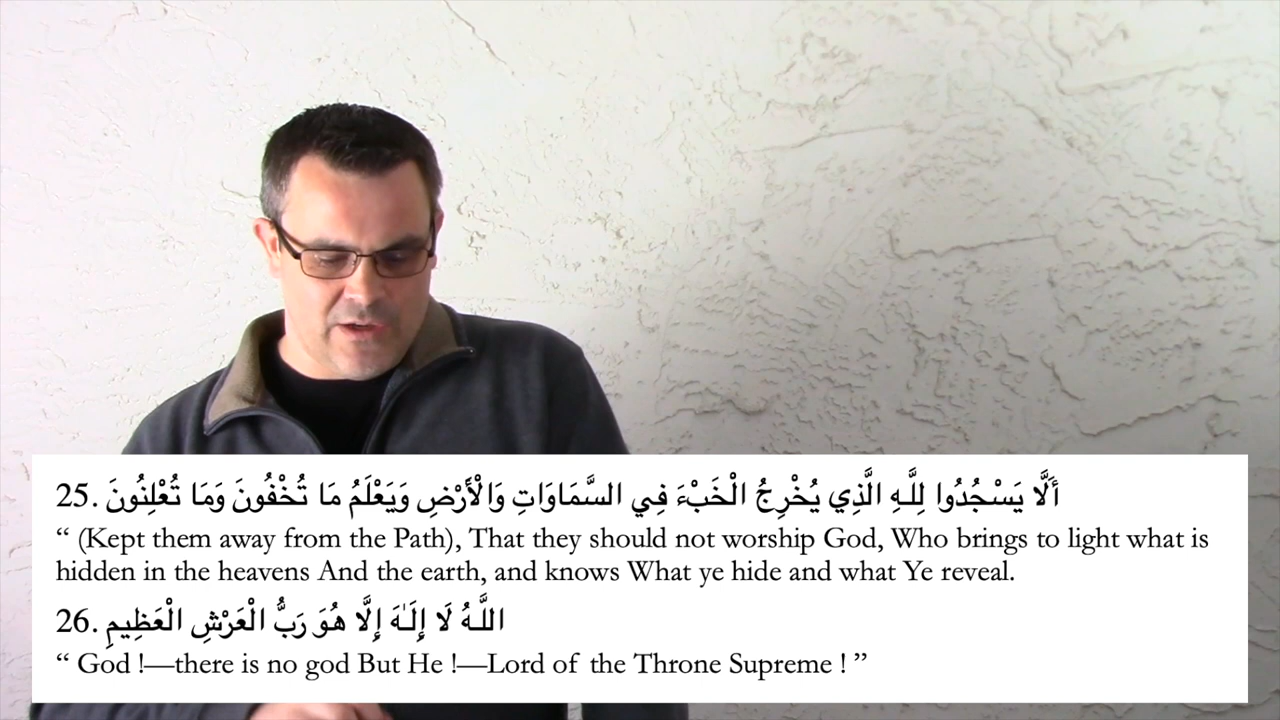 25. أَلَّا يَسْجُدُوا لِلَّـهِ الَّذِي يُخْرِجُ الْخَبْءَ فِي السَّمَاوَاتِ وَالْأَرْضِ وَيَعْلَمُ مَا تُخْفُونَ وَمَا تُعْلِنُونَ
“ (Kept them away from the Path), That they should not worship God, Who brings to light what is
hidden in the heavens And the earth, and knows What ye hide and what Ye reveal.
26. اللَّـهُ لَا إِلَـٰهَ إِلَّا هُوَ رَبُّ الْعَرْشِ الْعَظِيمِ
“ God !—there is no god But He !—Lord of the Throne Supreme ! ”